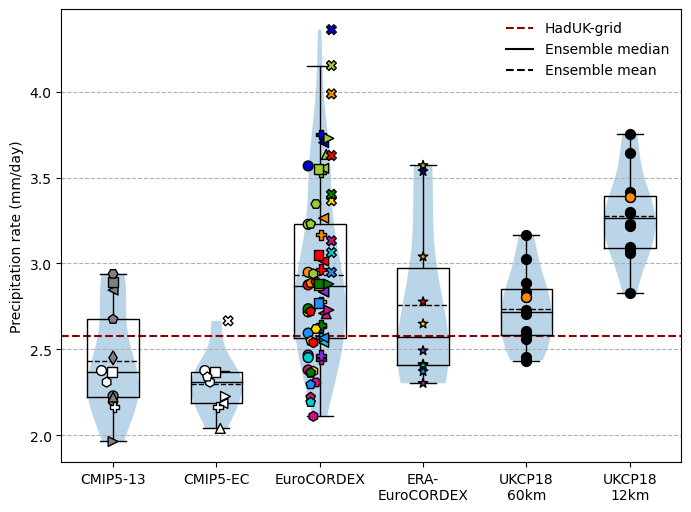 HadUK-grid
Ensemble median
Ensemble mean
Precipitation rate (mm/day)
4.0
3.5
3.0
2.5
2.0
CMIP5-13
CMIP5-EC
EuroCORDEX
ERA-
EuroCORDEX
UKCP18
60km
UKCP18
12km